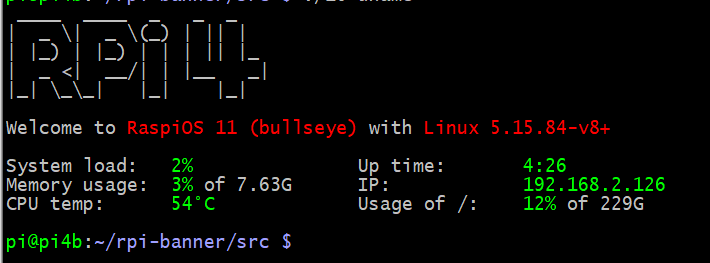 RPi 4
Welcome to RaspiOS 11 (bullseye) with Linux 5.15.84-v8+
System load: 2% Up time: 4:26
Memory usage: 3% of 7.63G IP: 192.168.2.126
CPU temp: 54°C Usage of /: 12% of 229G
pi@pi4b:~/rpi-banner/src $